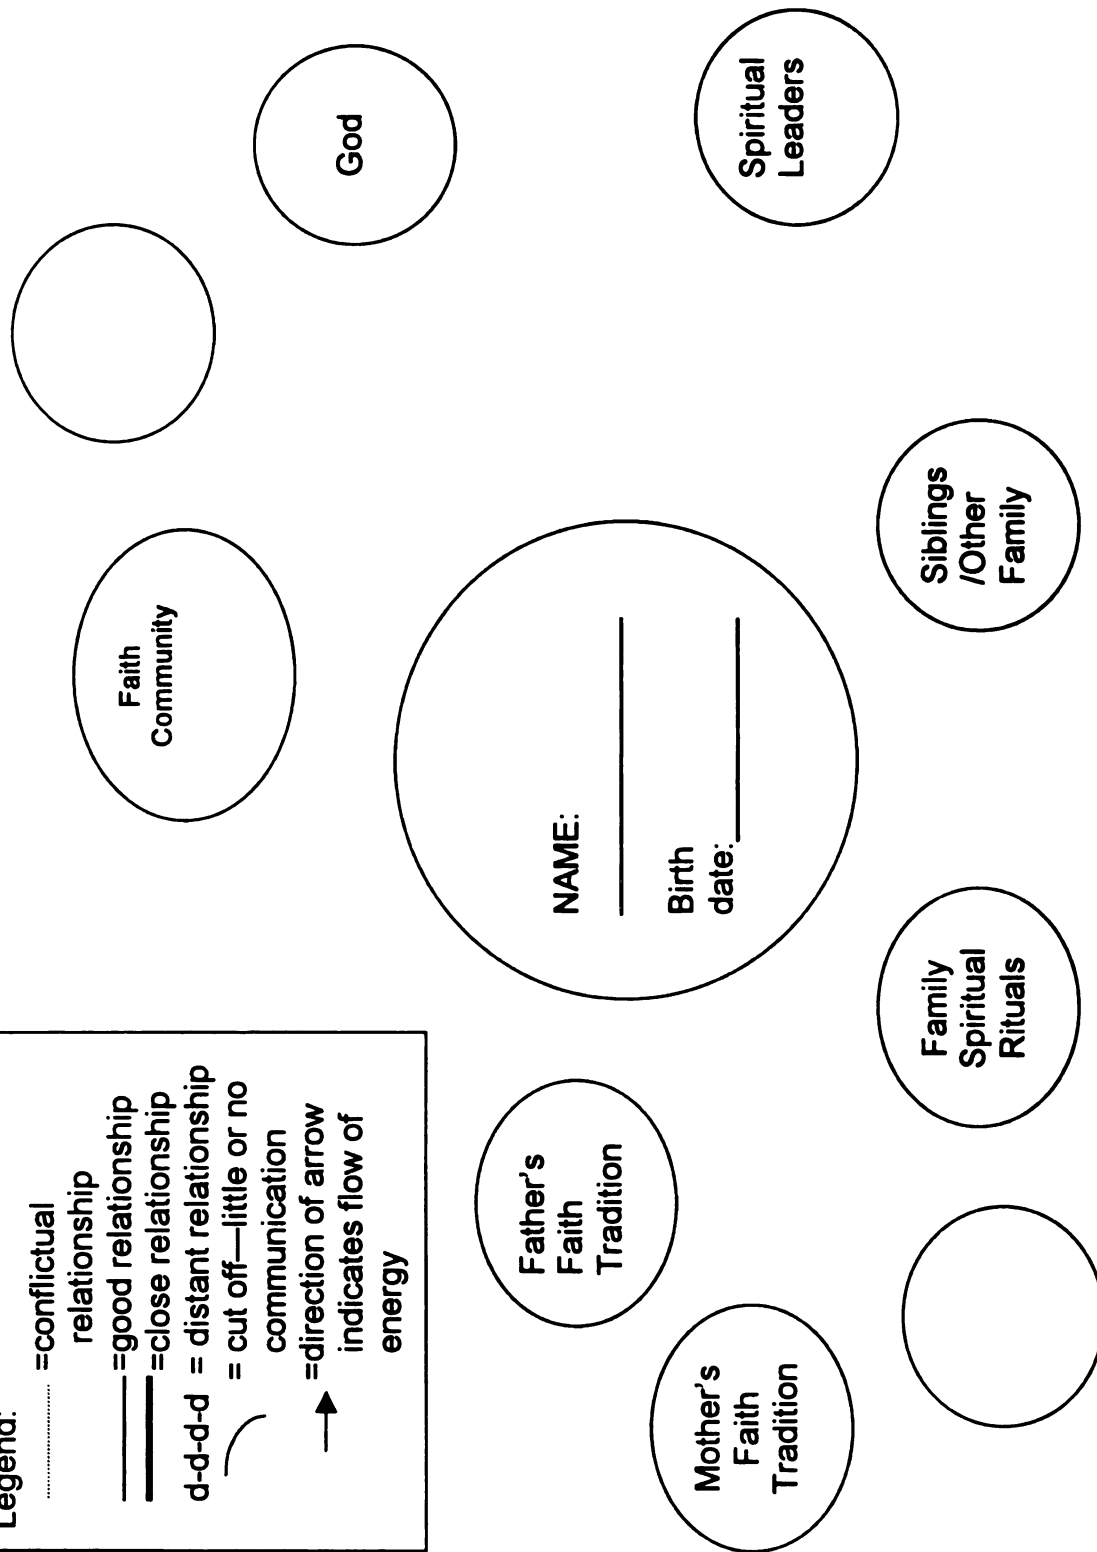 Legend:
=conflictual
relationship
=good relationship
=close relationship
d-d-d-d = distant relationship
= cut off—little or no
communication
=direction of arrow
indicates flow of
energy
Faith
Community
God
Spiritual
Leaders
NAME:
Birth
date:
Father's
Faith
Tradition
Mother's
Faith
Tradition
Family
Spiritual
Rituals
Siblings
/Other
Family